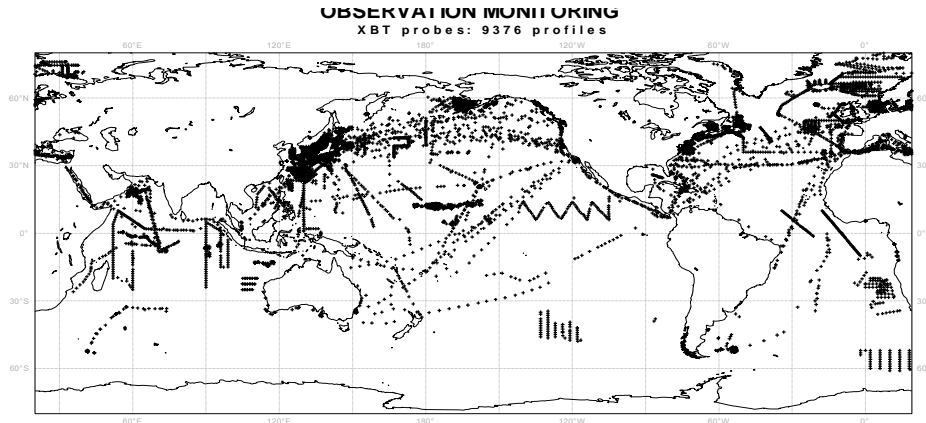 OBSERVATION MONITORING
XBT probes: 9376 profiles
60°E 120°E 180° 120°W 60°W 0°
60°N 60
30°N 30
0° 0°
30°S 30
60°S 60
60°E 120°E 180° 120°W 60°W 0°